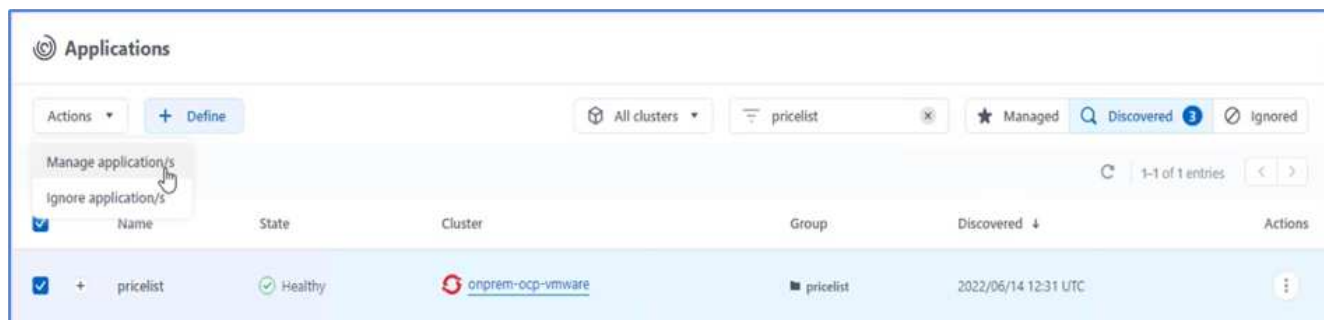 Applications
Actions + Define All clusters pricelist Managed Discovered 3 Ignored
Manage application/s
1-1 of 1 entries
Ignore application/s
Name State Cluster Group Discovered ↓ Actions
+ pricelist Healthy onprem-ocp-vmware pricelist 2022/06/14 12:31 UTC